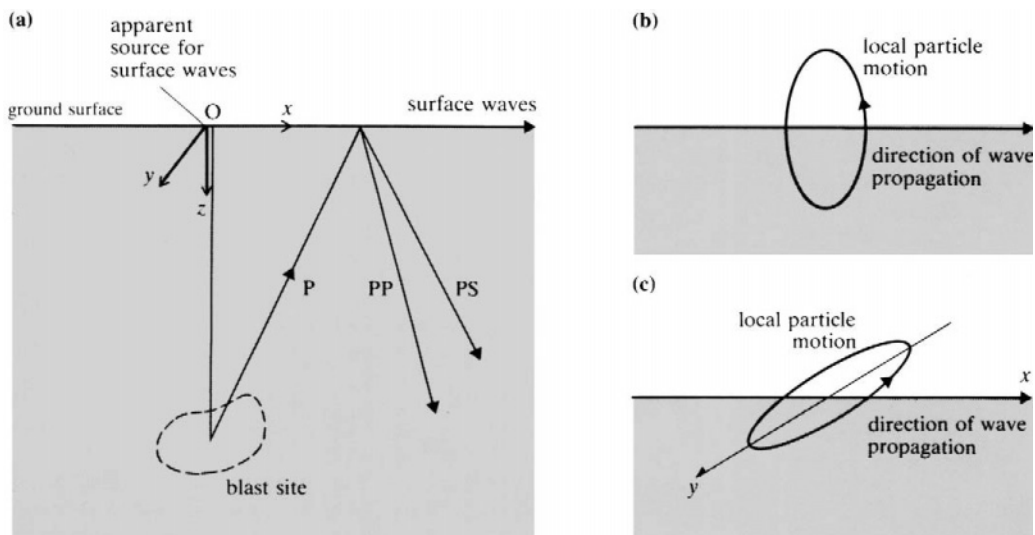 (a)
apparent
source for
surface waves
ground surface
O
x
surface waves
y
z
P
PP
PS
blast site
(b)
local particle
motion
direction of wave
propagation
(c)
local particle
motion
x
direction of wave
propagation
y